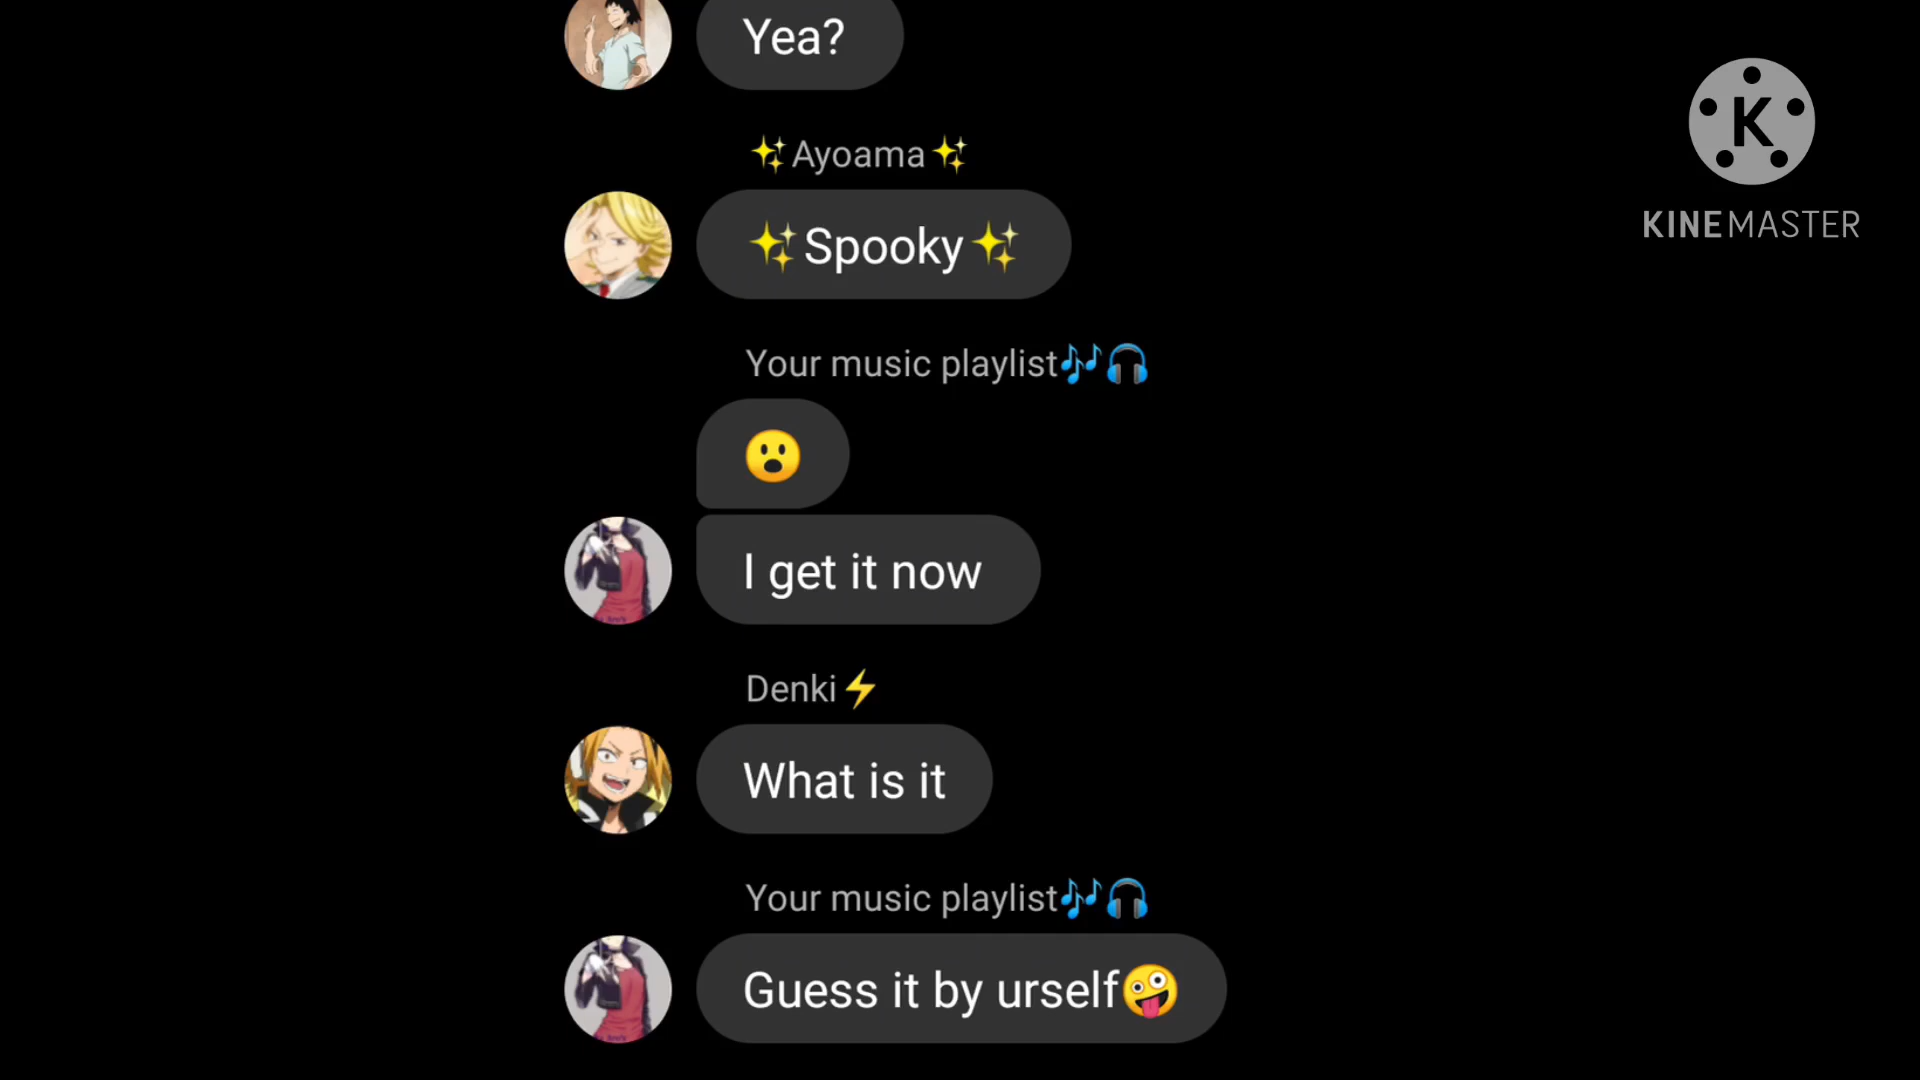 Yea?
✨Ayoama✨
✨Spooky✨
Your music playlist🎶🎧
😮
I get it now
Denki⚡
What is it
Your music playlist🎶🎧
Guess it by urself🤪
K
KINEMASTER